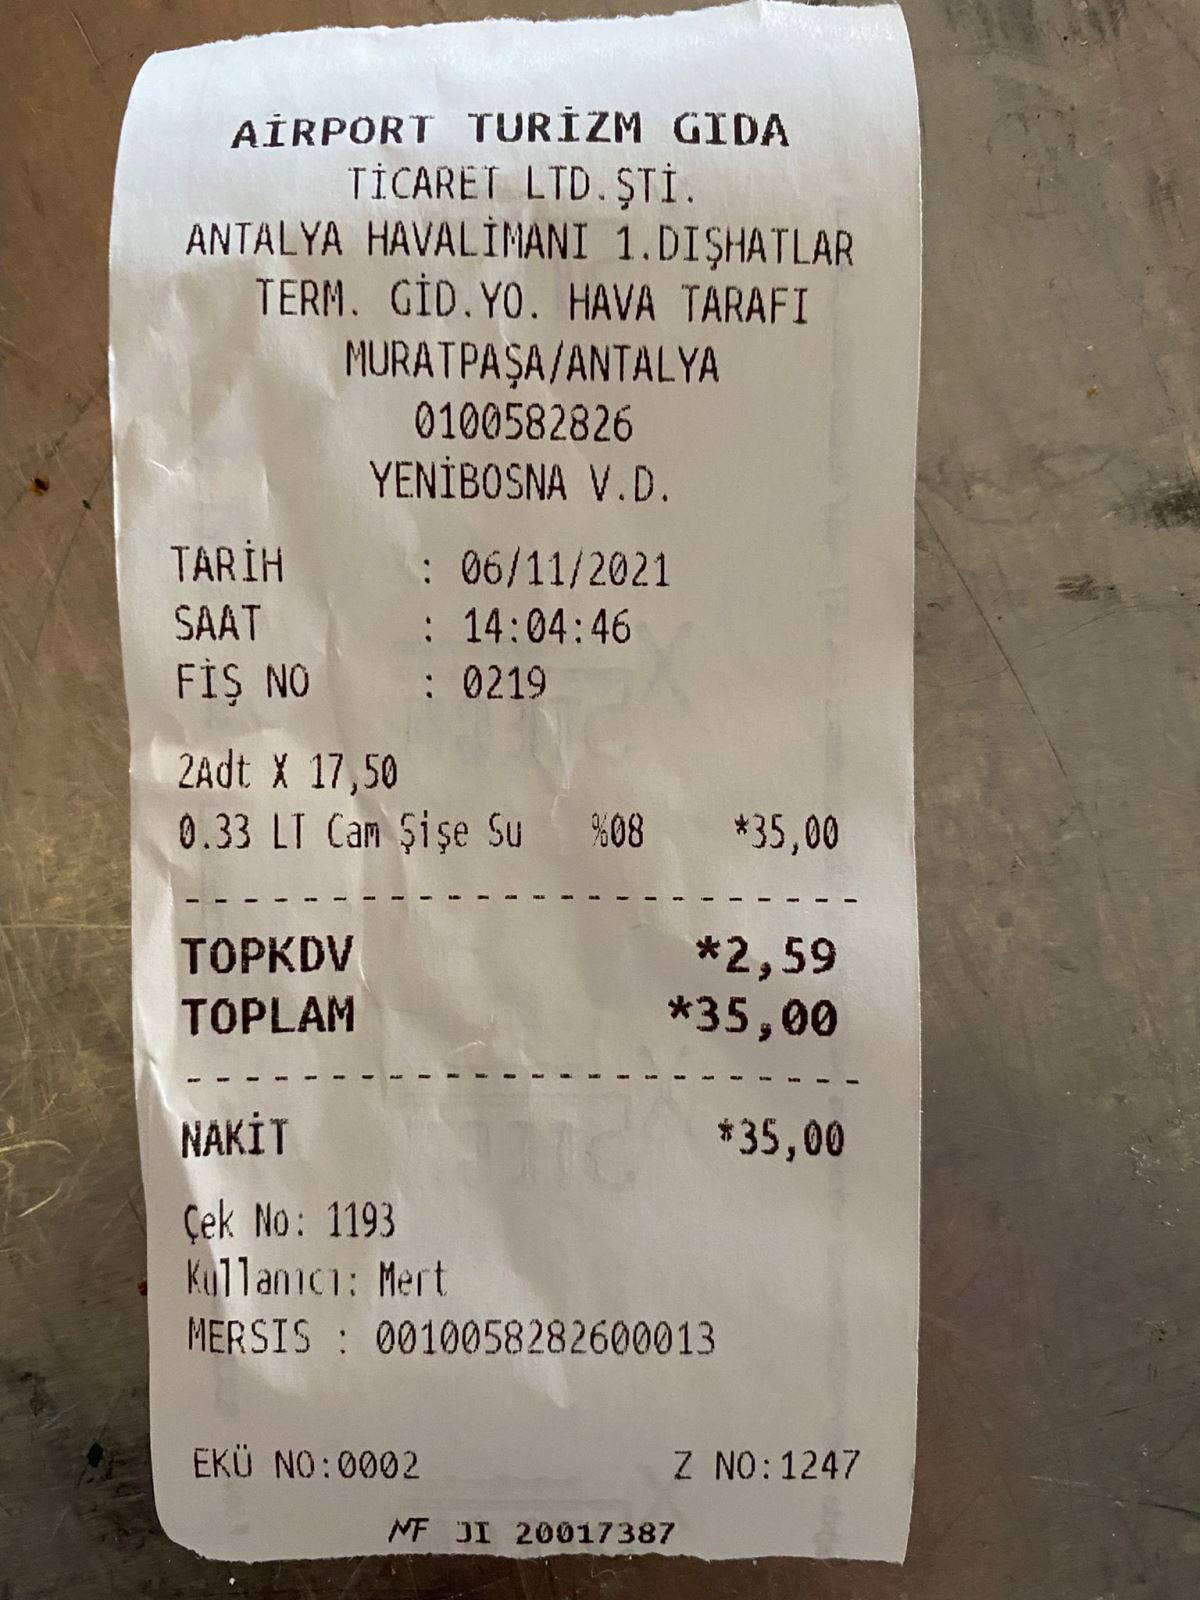 AİRPORT TURİZM GIDA
TİCARET LTD.ŞTİ.
ANTALYA HAVALİMANI 1.DIŞHATLAR
TERM. GİD.YO. HAVA TARAFI
MURATPAŞA/ANTALYA
0100582826
YENİBOSNA V.D.
TARİH : 06/11/2021
SAAT : 14:04:46
FİŞ NO : 0219
2Adt X 17,50
0.33 LT Cam Şişe Su %08 *35,00
TOPKDV *2,59
TOPLAM *35,00
NAKİT *35,00
Çek No: 1193
Kullanıcı: Mert
MERSIS : 0010058282600013
EKÜ NO:0002 Z NO:1247
MF JI 20017387